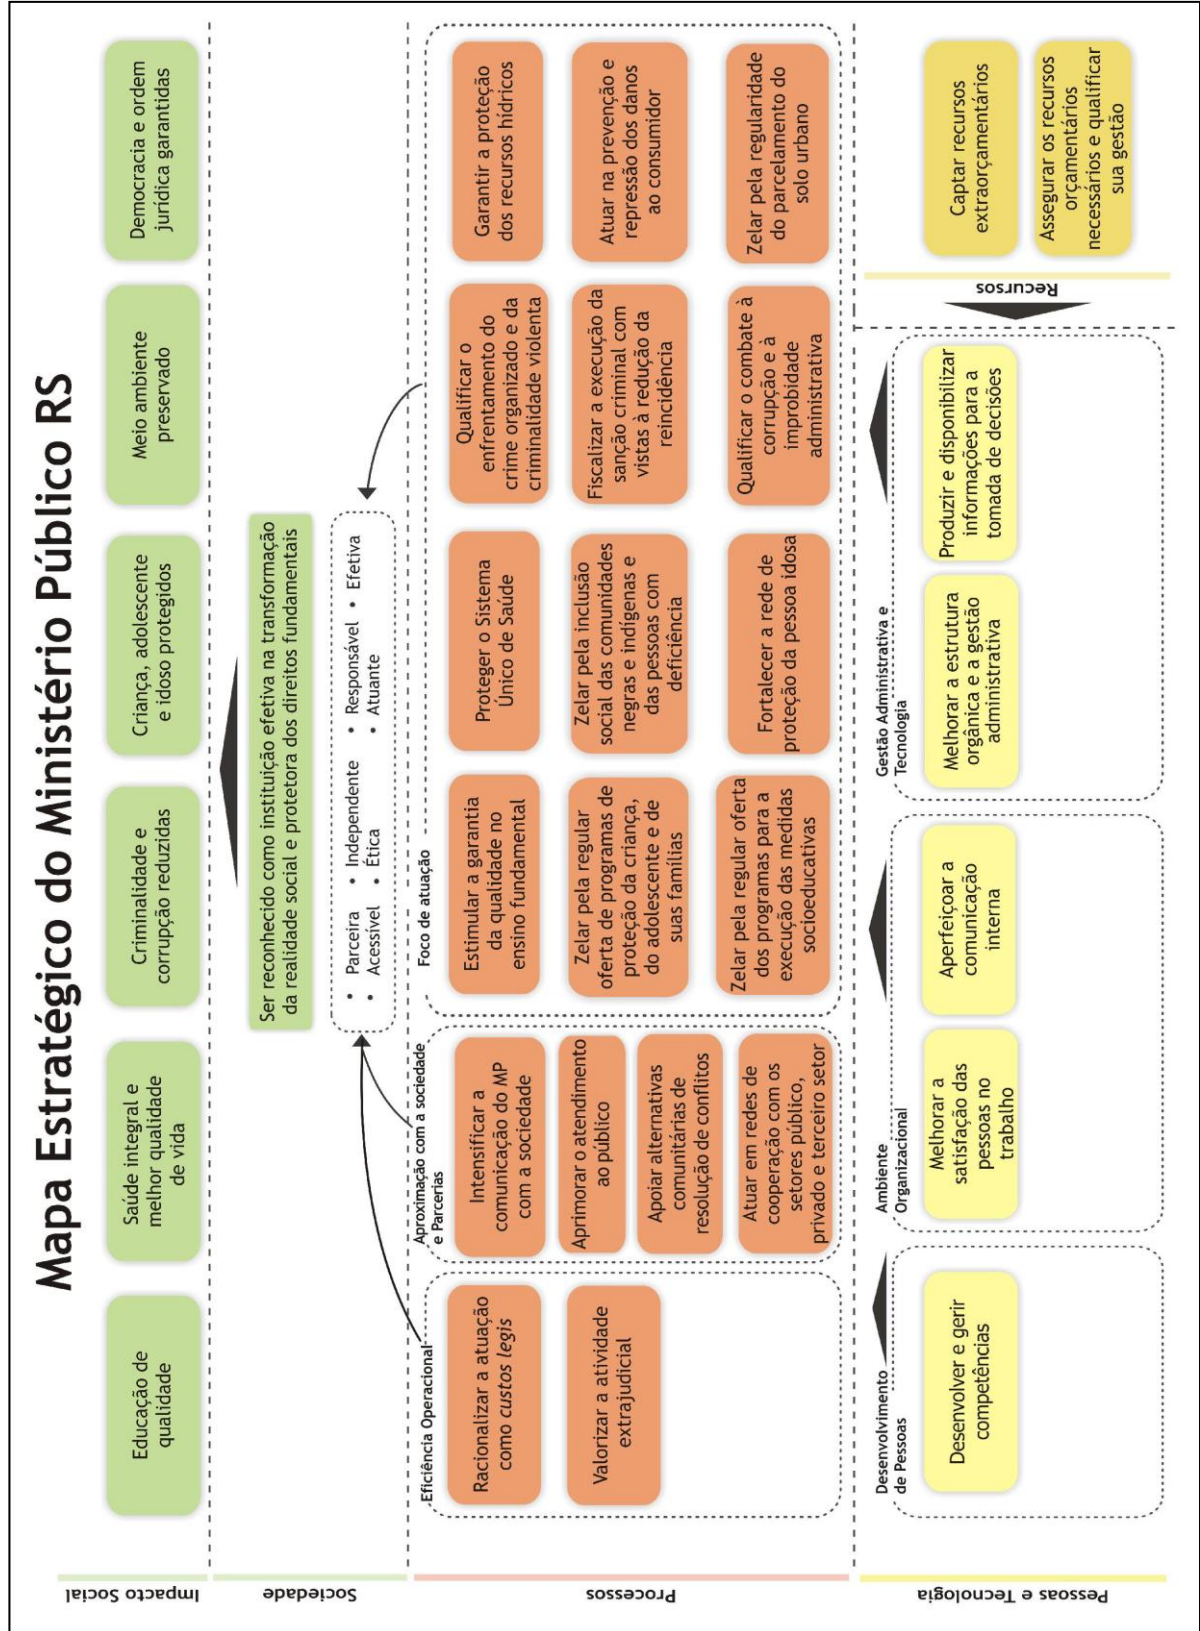 Mapa Estratégico do Ministério Público RS
Impacto Social
Educação de
qualidade
Saúde integral e
melhor qualidade
de vida
Criminalidade e
corrupção reduzidas
Criança, adolescente
e idoso protegidos
Meio ambiente
preservado
Democracia e ordem
jurídica garantidas
Sociedade
Ser reconhecido como instituição efetiva na transformação
da realidade social e protetora dos direitos fundamentais
• Parceira • Independente • Responsável • Efetiva
• Acessível • Ética • Atuante
Processos
Eficiência Operacional
Racionalizar a atuação
como custos legis
Valorizar a atividade
extrajudicial
Aproximação com a sociedade
e Parcerias
Intensificar a
comunicação do MP
com a sociedade
Aprimorar o atendimento
ao público
Apoiar alternativas
comunitárias de
resolução de conflitos
Atuar em redes de
cooperação com os
setores público,
privado e terceiro setor
Foco de atuação
Estimular a garantia
da qualidade no
ensino fundamental
Zelar pela regular
oferta de programas de
proteção da criança,
do adolescente e de
suas famílias
Zelar pela regular oferta
dos programas para a
execução das medidas
socioeducativas
Proteger o Sistema
Único de Saúde
Zelar pela inclusão
social das comunidades
negras e indígenas e
das pessoas com
deficiência
Fortalecer a rede de
proteção da pessoa idosa
Qualificar o
enfrentamento do
crime organizado e da
criminalidade violenta
Fiscalizar a execução da
sanção criminal com
vistas à redução da
reincidência
Qualificar o combate à
corrupção e à
improbidade
administrativa
Garantir a proteção
dos recursos hídricos
Atuar na prevenção e
repressão dos danos
ao consumidor
Zelar pela regularidade
do parcelamento do
solo urbano
Pessoas e Tecnologia
Desenvolvimento
de Pessoas
Desenvolver e gerir
competências
Ambiente
Organizacional
Melhorar a
satisfação das
pessoas no
trabalho
Aperfeiçoar a
comunicação
interna
Gestão Administrativa e
Tecnologia
Melhorar a estrutura
orgânica e a gestão
administrativa
Produzir e disponibilizar
informações para a
tomada de decisões
Recursos
Captar recursos
extraorçamentários
Assegurar os recursos
orçamentários
necessários e qualificar
sua gestão